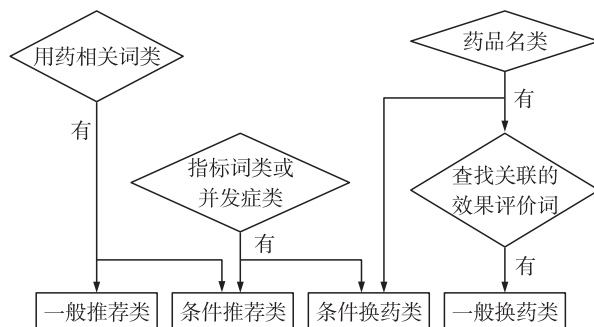 用药相关词类
药品名类
有
有
指标词类或
并发症类
查找关联的
效果评价词
有
有
一般推荐类
条件推荐类
条件换药类
一般换药类